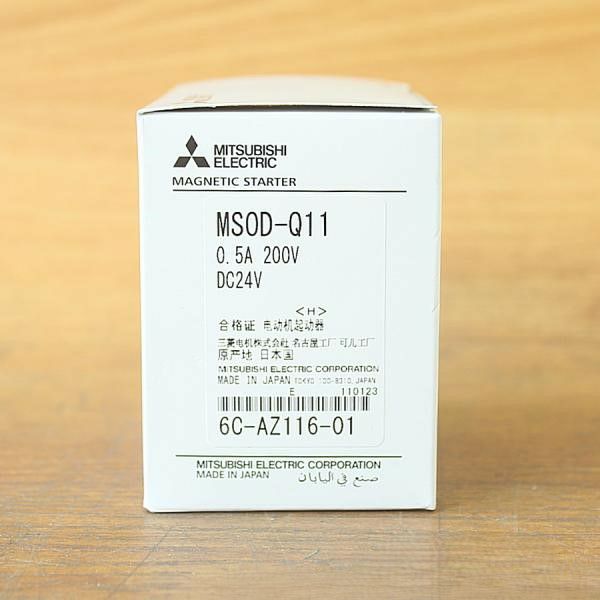 MITSUBISHI
ELECTRIC
MAGNETIC STARTER
MSOD-Q11
0.5A 200V
DC24V
<H>
合格证 电动机起动器
三菱电机株式会社 名古屋工厂 可儿工厂
原产地 日本国
MITSUBISHI ELECTRIC CORPORATION
MADE IN JAPAN TOKYO 100-8310, JAPAN
E 110123
6C-AZ116-01
MITSUBISHI ELECTRIC CORPORATION
MADE IN JAPAN صنع في اليابان